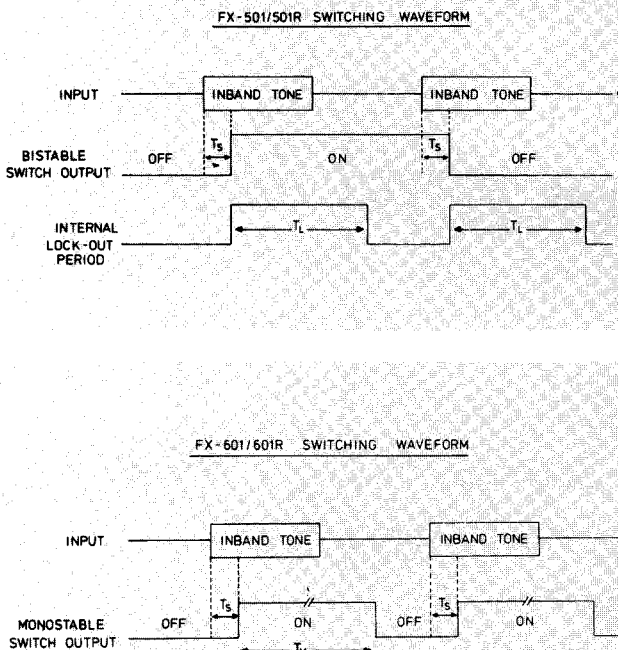 FX-501/501R SWITCHING WAVEFORM
INPUT
INBAND TONE
INBAND TONE
TS
TS
BISTABLE
SWITCH OUTPUT
OFF
ON
OFF
INTERNAL
LOCK-OUT
PERIOD
TL
TL
FX-601/601R SWITCHING WAVEFORM
INPUT
INBAND TONE
INBAND TONE
TS
TS
MONOSTABLE
SWITCH OUTPUT
OFF
ON
OFF
ON